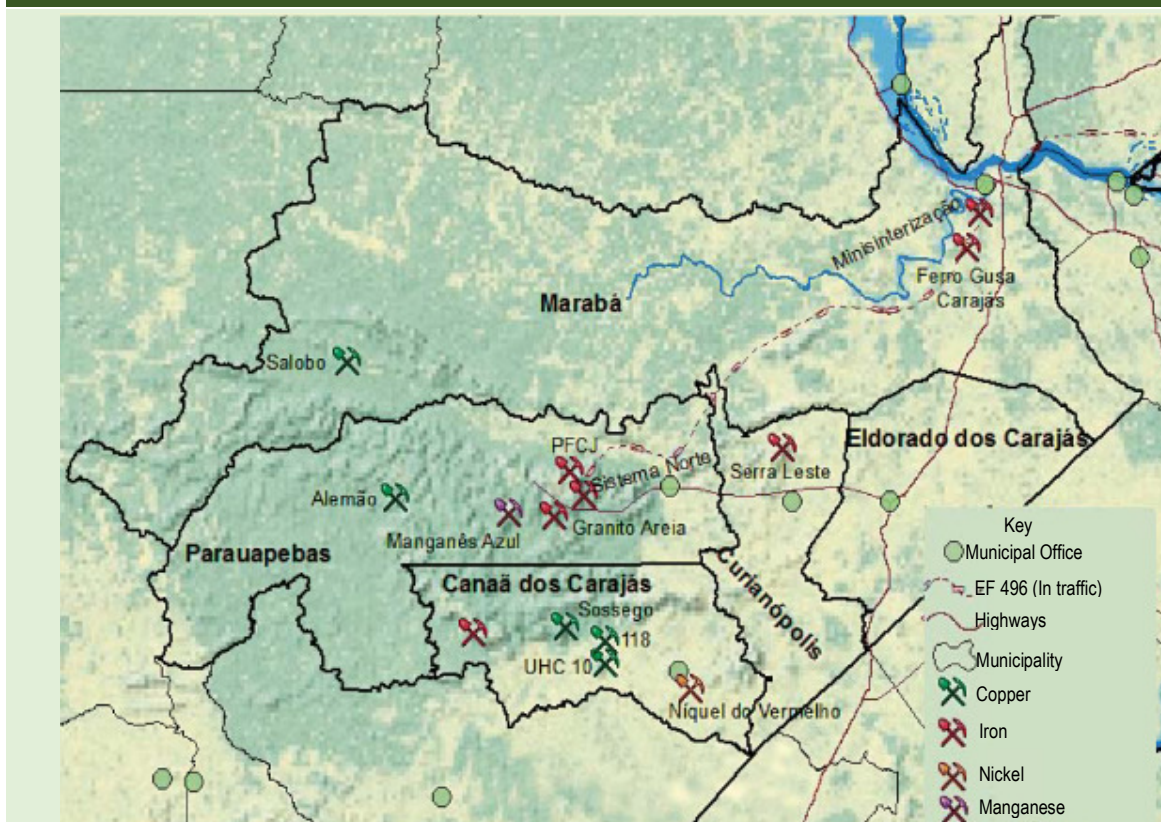 Minisinterização
Ferro Gusa
Carajás
Marabá
Salobo
PFCJ
Sistema Norte
Serra Leste
Eldorado dos Carajás
Alemão
Manganês Azul
Granito Areia
Parauapebas
Canaã dos Carajás
Curianópolis
Sossego
118
UHC 10
Níquel do Vermelho
Key
Municipal Office
EF 496 (In traffic)
Highways
Municipality
Copper
Iron
Nickel
Manganese